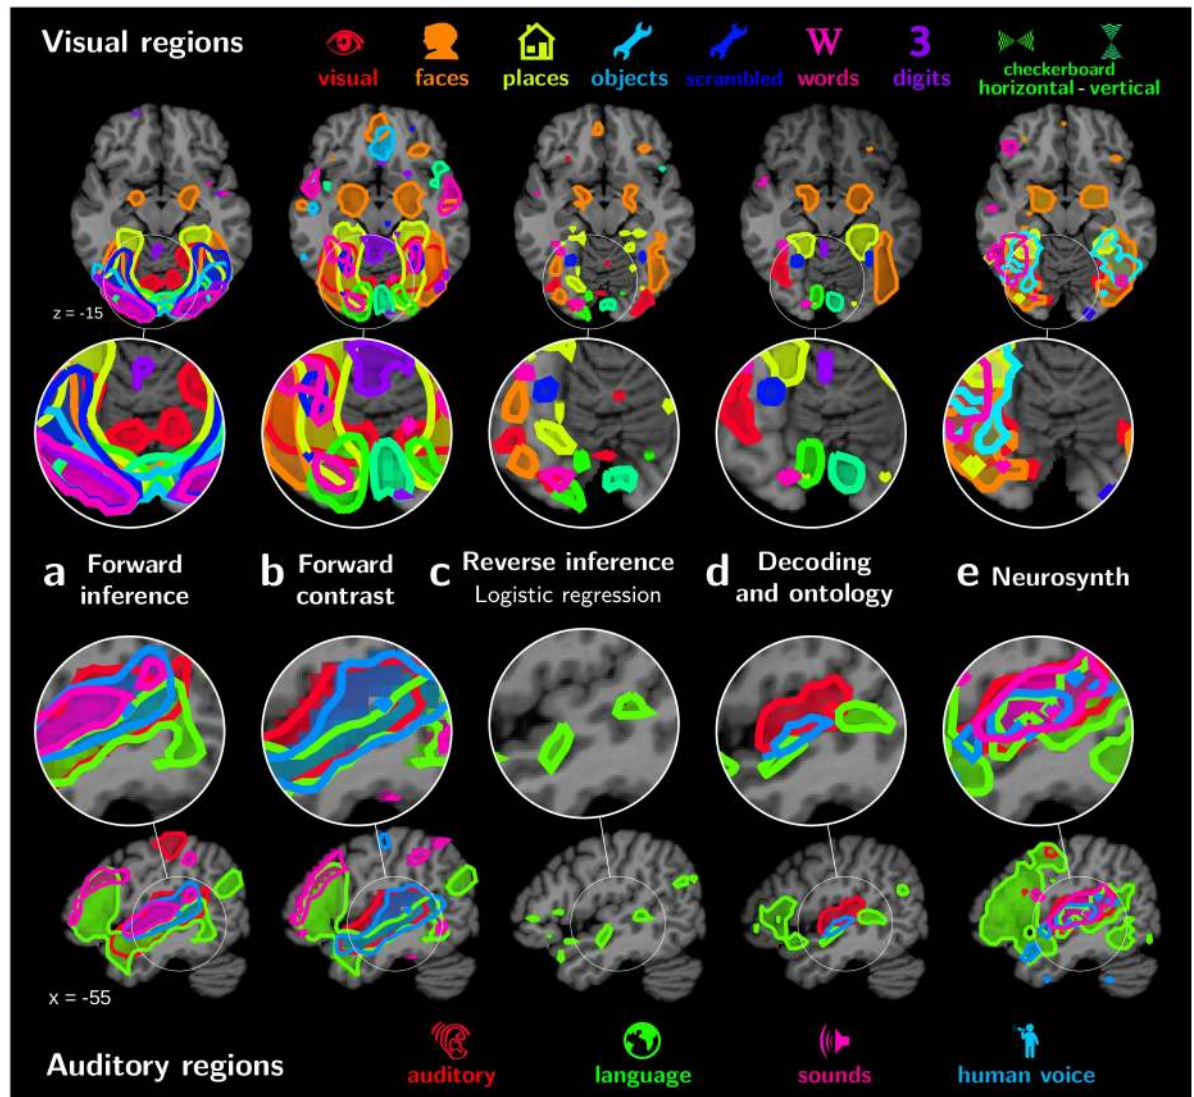 Visual regions
W
3
visual
faces
places
objects
scrambled
words
digits
checkerboard
horizontal - vertical
z = -15
a Forward
inference
b Forward
contrast
c Reverse inference
Logistic regression
d Decoding
and ontology
e Neurosynth
x = -55
Auditory regions
auditory
language
sounds
human voice